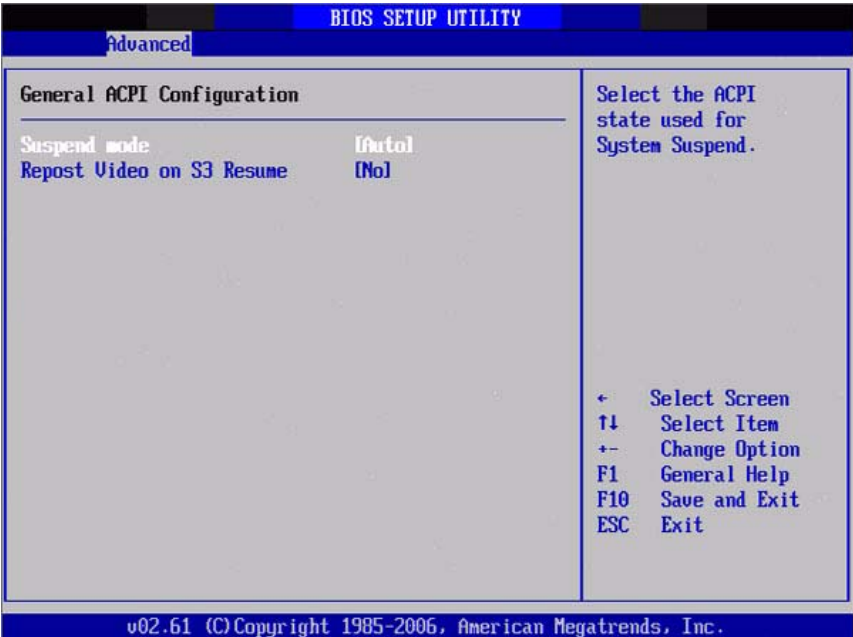 BIOS SETUP UTILITY
Advanced
General ACPI Configuration
Suspend mode [Auto]
Repost Video on S3 Resume [No]
Select the ACPI
state used for
System Suspend.
← Select Screen
↑↓ Select Item
+- Change Option
F1 General Help
F10 Save and Exit
ESC Exit
v02.61 (C)Copyright 1985-2006, American Megatrends, Inc.